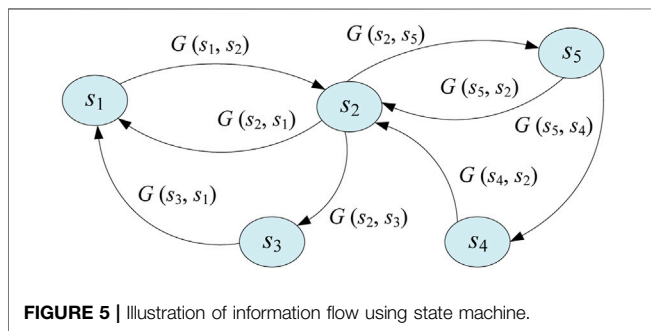 G (s1, s2)
G (s2, s5)
s5
s1
s2
G (s5, s2)
G (s2, s1)
G (s5, s4)
G (s3, s1)
G (s4, s2)
G (s2, s3)
s3
s4
FIGURE 5 | Illustration of information flow using state machine.